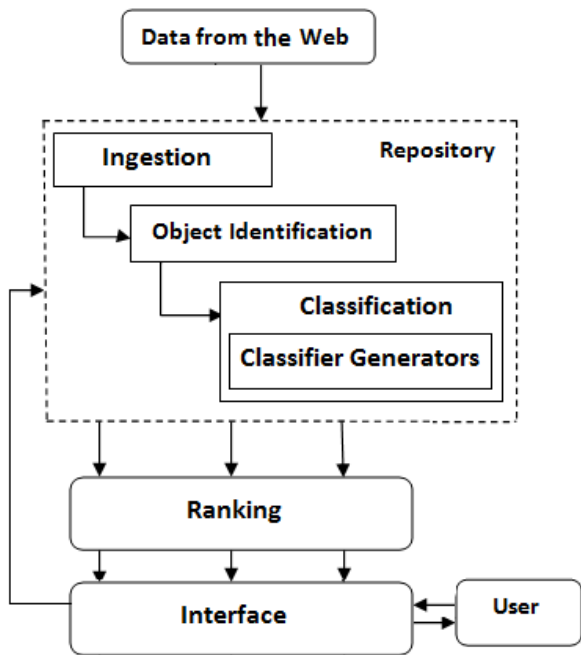 Data from the Web
Repository
Ingestion
Object Identification
Classification
Classifier Generators
Ranking
Interface
User